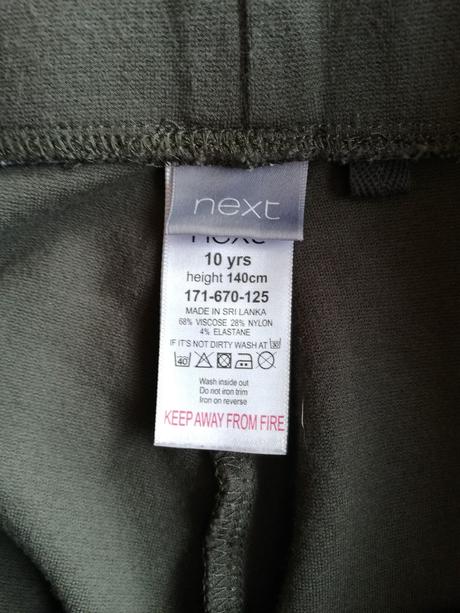 next
next
10 yrs
height 140cm
171-670-125
MADE IN SRI LANKA
68% VISCOSE 28% NYLON
4% ELASTANE
IF IT'S NOT DIRTY WASH AT 30
40
Wash inside out
Do not iron trim
Iron on reverse
KEEP AWAY FROM FIRE